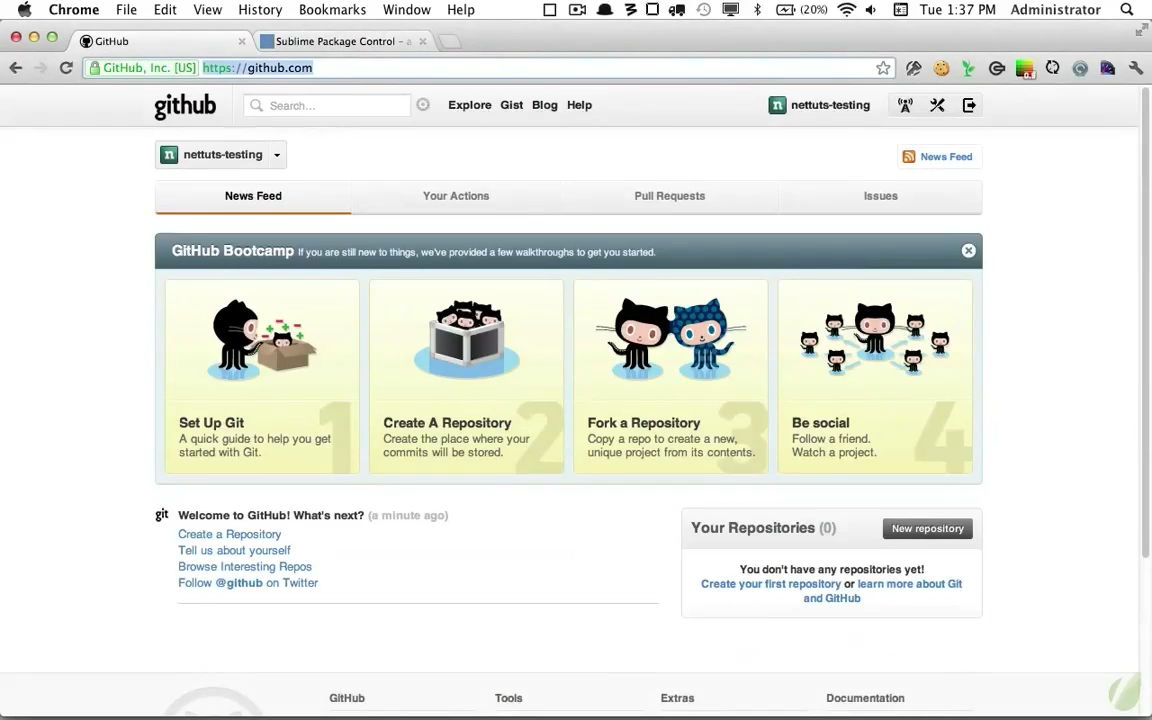 Chrome File Edit View History Bookmarks Window Help (20%) Tue 1:37 PM Administrator
GitHub
Sublime Package Control – a
GitHub, Inc. [US] https://github.com
github Search... Explore Gist Blog Help nettuts-testing
nettuts-testing
News Feed
News Feed Your Actions Pull Requests Issues
GitHub Bootcamp If you are still new to things, we've provided a few walkthroughs to get you started.
1
Set Up Git
A quick guide to help you get
started with Git.
2
Create A Repository
Create the place where your
commits will be stored.
3
Fork a Repository
Copy a repo to create a new,
unique project from its contents.
4
Be social
Follow a friend.
Watch a project.
git Welcome to GitHub! What's next? (a minute ago)
Create a Repository
Tell us about yourself
Browse Interesting Repos
Follow @github on Twitter
Your Repositories (0) New repository
You don't have any repositories yet!
Create your first repository or learn more about Git
and GitHub
GitHub Tools Extras Documentation